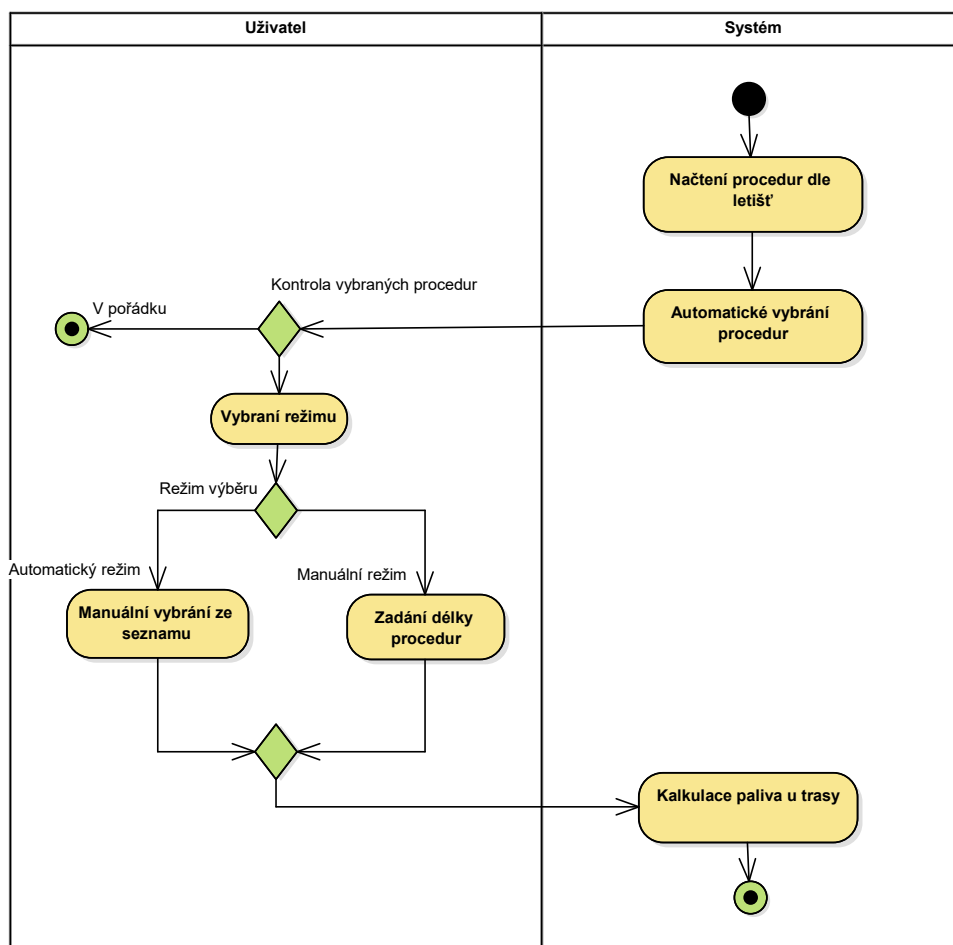 Uživatel
Systém
Načtení procedur dle
letišť
Kontrola vybraných procedur
V pořádku
Automatické vybrání
procedur
Vybraní režimu
Režim výběru
Automatický režim
Manuální režim
Manuální vybrání ze
seznamu
Zadání délky
procedur
Kalkulace paliva u trasy